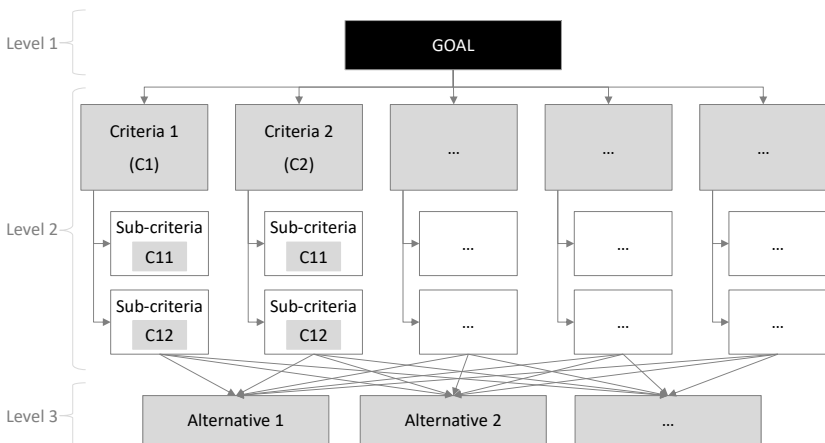 Level 1
GOAL
Criteria 1
(C1)
Criteria 2
(C2)
...
...
...
Level 2
Sub-criteria
C11
Sub-criteria
C11
...
...
...
Sub-criteria
C12
Sub-criteria
C12
...
...
...
Level 3
Alternative 1
Alternative 2
...